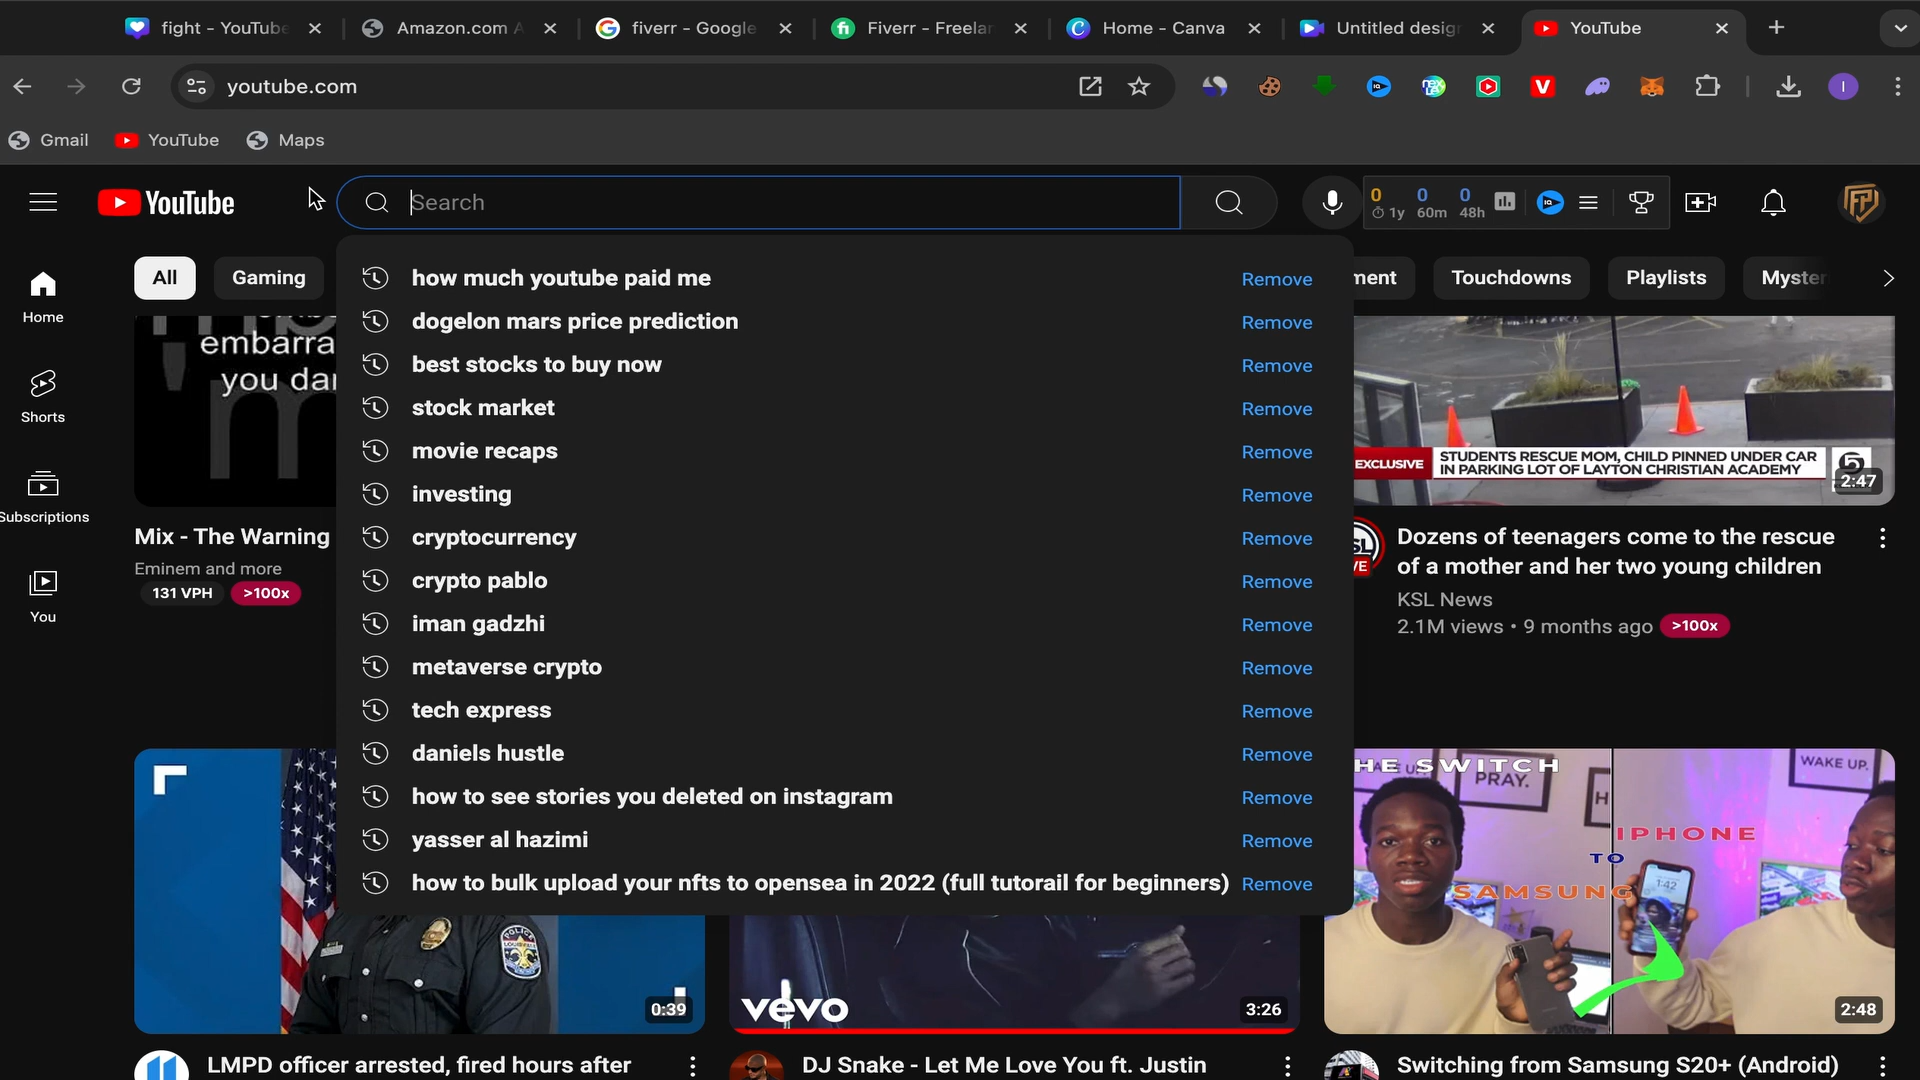 fight - YouTube
Amazon.com A
fiverr - Google
Fiverr - Freelan
Home - Canva
Untitled design
YouTube
youtube.com
Gmail
YouTube
Maps
YouTube
Search
0 0 0
1y 60m 48h
All
Gaming
ment
Touchdowns
Playlists
Myster
Home
Shorts
Subscriptions
You
how much youtube paid me Remove
dogelon mars price prediction Remove
best stocks to buy now Remove
stock market Remove
movie recaps Remove
investing Remove
cryptocurrency Remove
crypto pablo Remove
iman gadzhi Remove
metaverse crypto Remove
tech express Remove
daniels hustle Remove
how to see stories you deleted on instagram Remove
yasser al hazimi Remove
how to bulk upload your nfts to opensea in 2022 (full tutorail for beginners) Remove
embarra
you dar
Mix - The Warning
Eminem and more
131 VPH >100x
EXCLUSIVE
STUDENTS RESCUE MOM, CHILD PINNED UNDER CAR
IN PARKING LOT OF LAYTON CHRISTIAN ACADEMY
5
2:47
Dozens of teenagers come to the rescue
of a mother and her two young children
KSL News
2.1M views • 9 months ago >100x
POLICE
0:39
LMPD officer arrested, fired hours after
vevo
3:26
DJ Snake - Let Me Love You ft. Justin
HE SWITCH
PRAY.
WAKE UP.
IPHONE
TO
SAMSUNG
1:42
2:48
Switching from Samsung S20+ (Android)